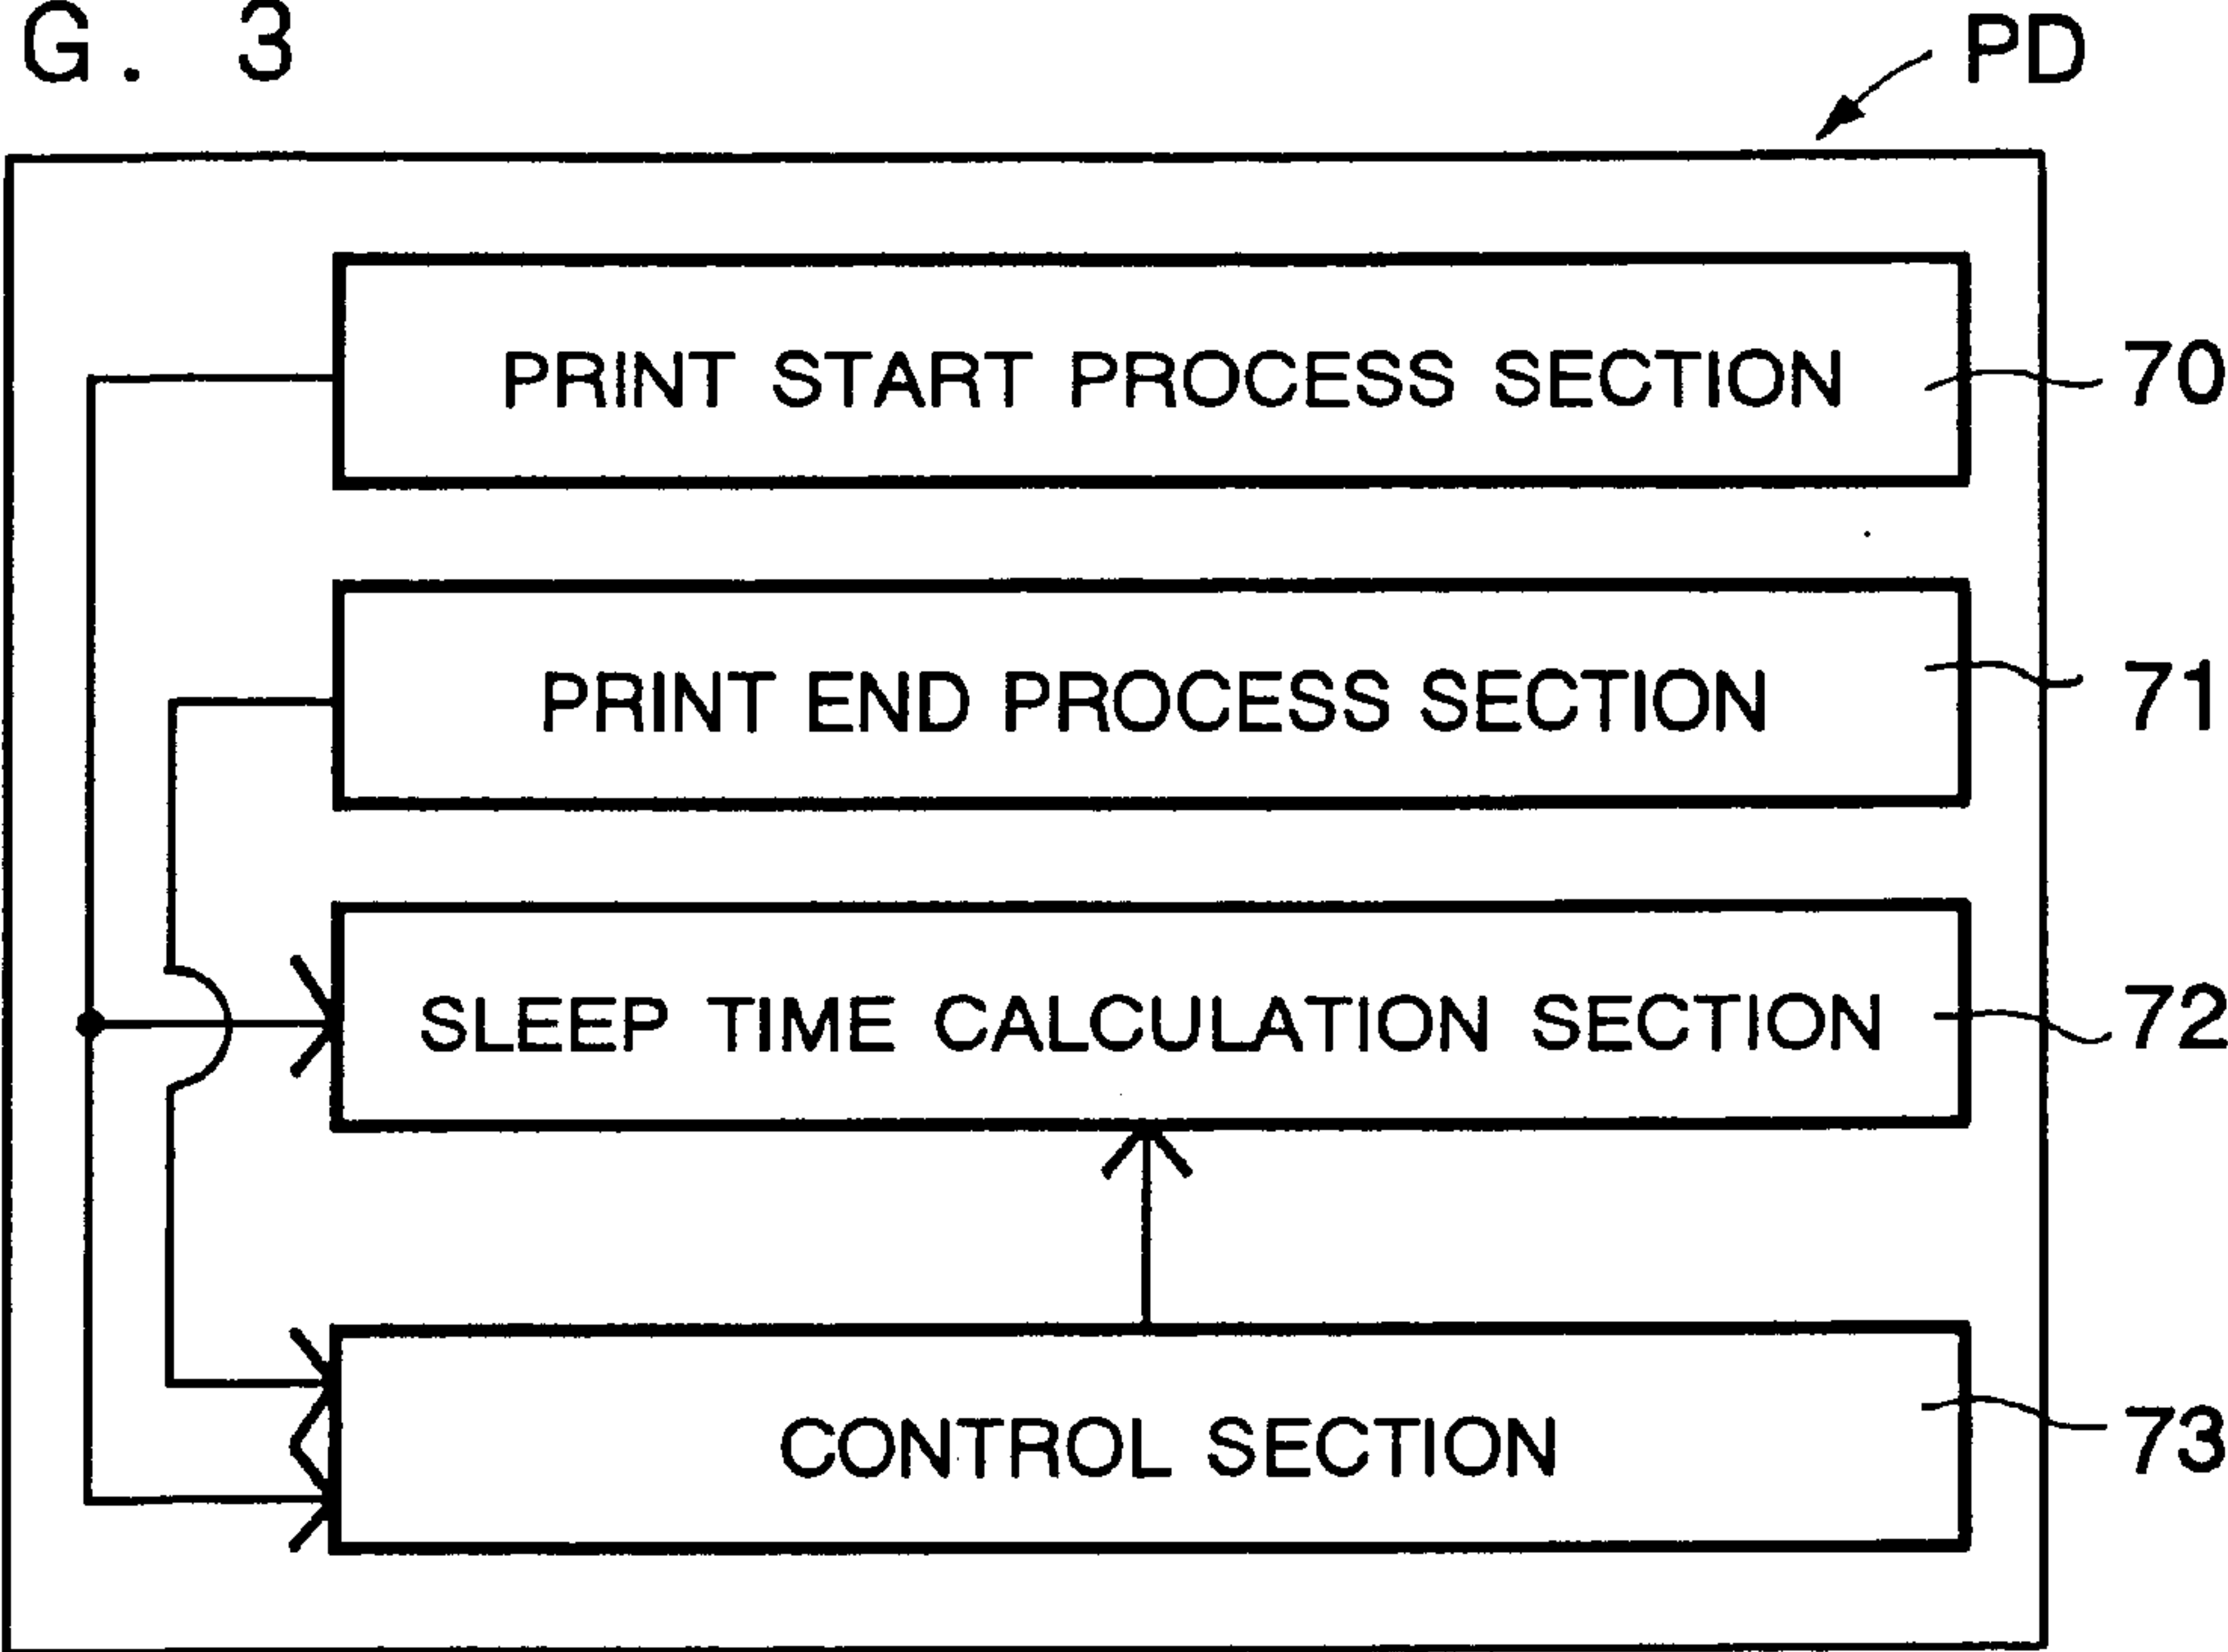 G. 3
PD
PRINT START PROCESS SECTION
70
PRINT END PROCESS SECTION
71
SLEEP TIME CALCULATION SECTION
72
CONTROL SECTION
73